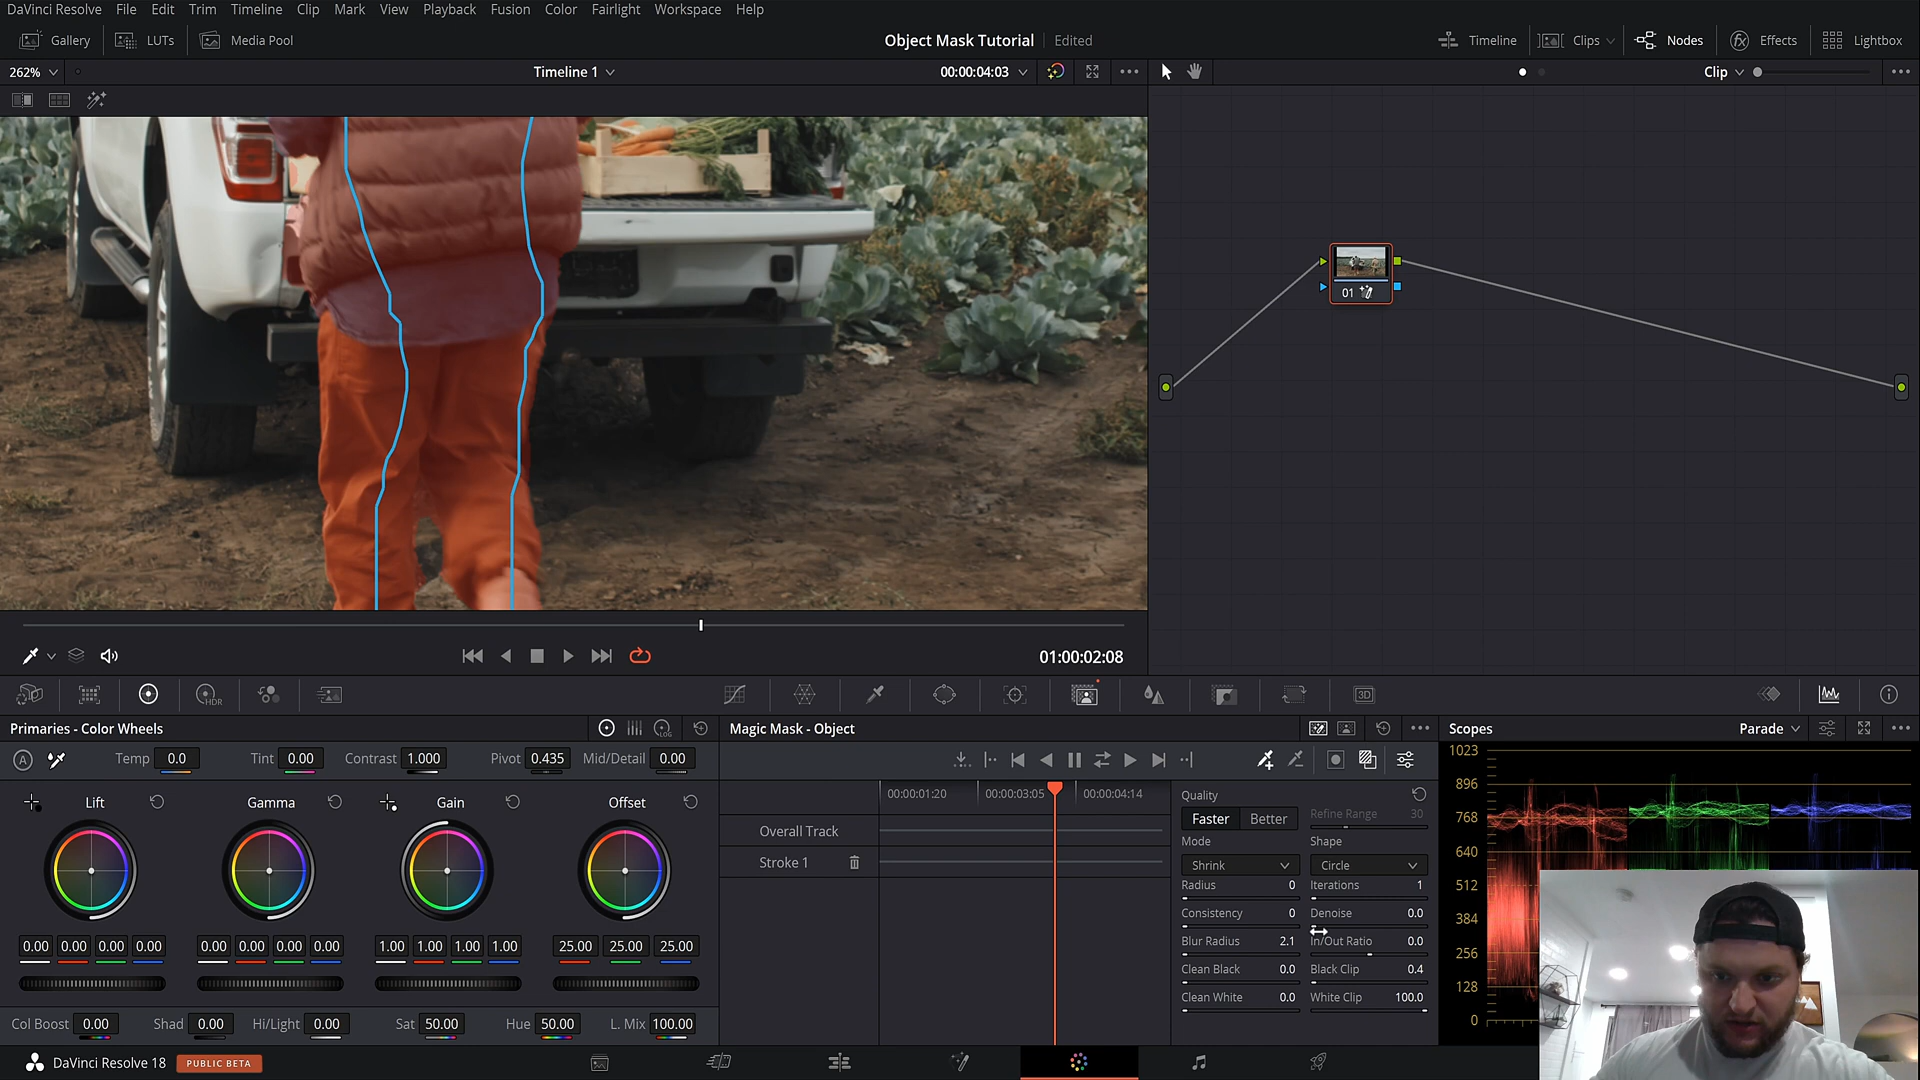 DaVinci Resolve File Edit Trim Timeline Clip Mark View Playback Fusion Color Fairlight Workspace Help
Gallery LUTs Media Pool Object Mask Tutorial Edited Timeline Clips Nodes Effects Lightbox
262% Timeline 1 00:00:04:03 Clip
01
01:00:02:08
HDR 3D
Primaries - Color Wheels LOG Magic Mask - Object Scopes Parade
A Temp 0.0 Tint 0.00 Contrast 1.000 Pivot 0.435 Mid/Detail 0.00
Lift Gamma Gain Offset
0.00 0.00 0.00 0.00 0.00 0.00 0.00 0.00 1.00 1.00 1.00 1.00 25.00 25.00 25.00
Col Boost 0.00 Shad 0.00 Hi/Light 0.00 Sat 50.00 Hue 50.00 L. Mix 100.00
00:00:01:20 00:00:03:05 00:00:04:14
Overall Track
Stroke 1
Quality
Faster Better Refine Range 30
Mode Shape
Shrink Circle
Radius 0 Iterations 1
Consistency 0 Denoise 0.0
Blur Radius 2.1 In/Out Ratio 0.0
Clean Black 0.0 Black Clip 0.4
Clean White 0.0 White Clip 100.0
1023
896
768
640
512
384
256
128
0
DaVinci Resolve 18 PUBLIC BETA